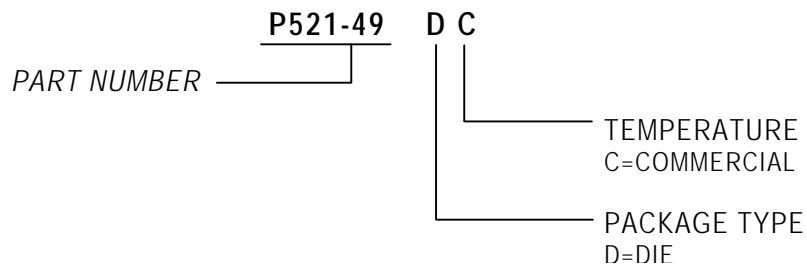 P521-49 D C
PART NUMBER
TEMPERATURE
C=COMMERCIAL
PACKAGE TYPE
D=DIE